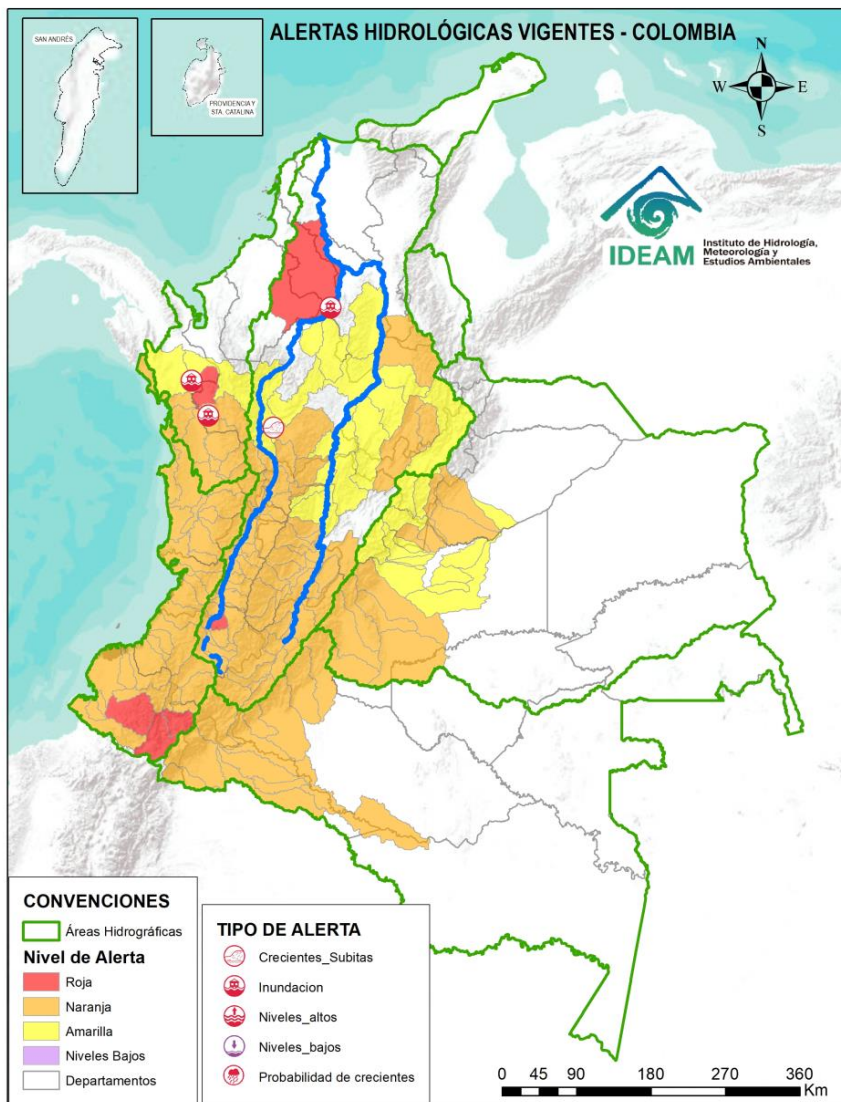 ALERTAS HIDROLÓGICAS VIGENTES - COLOMBIA
SAN ANDRÉS
PROVIDENCIA Y
STA. CATALINA
N
W
E
S
IDEAM
Instituto de Hidrología,
Meteorología y
Estudios Ambientales
CONVENCIONES
Áreas Hidrográficas
Nivel de Alerta
Roja
Naranja
Amarilla
Niveles Bajos
Departamentos
TIPO DE ALERTA
Crecientes_Subitas
Inundacion
Niveles_altos
Niveles_bajos
Probabilidad de crecientes
0 45 90 180 270 360
Km